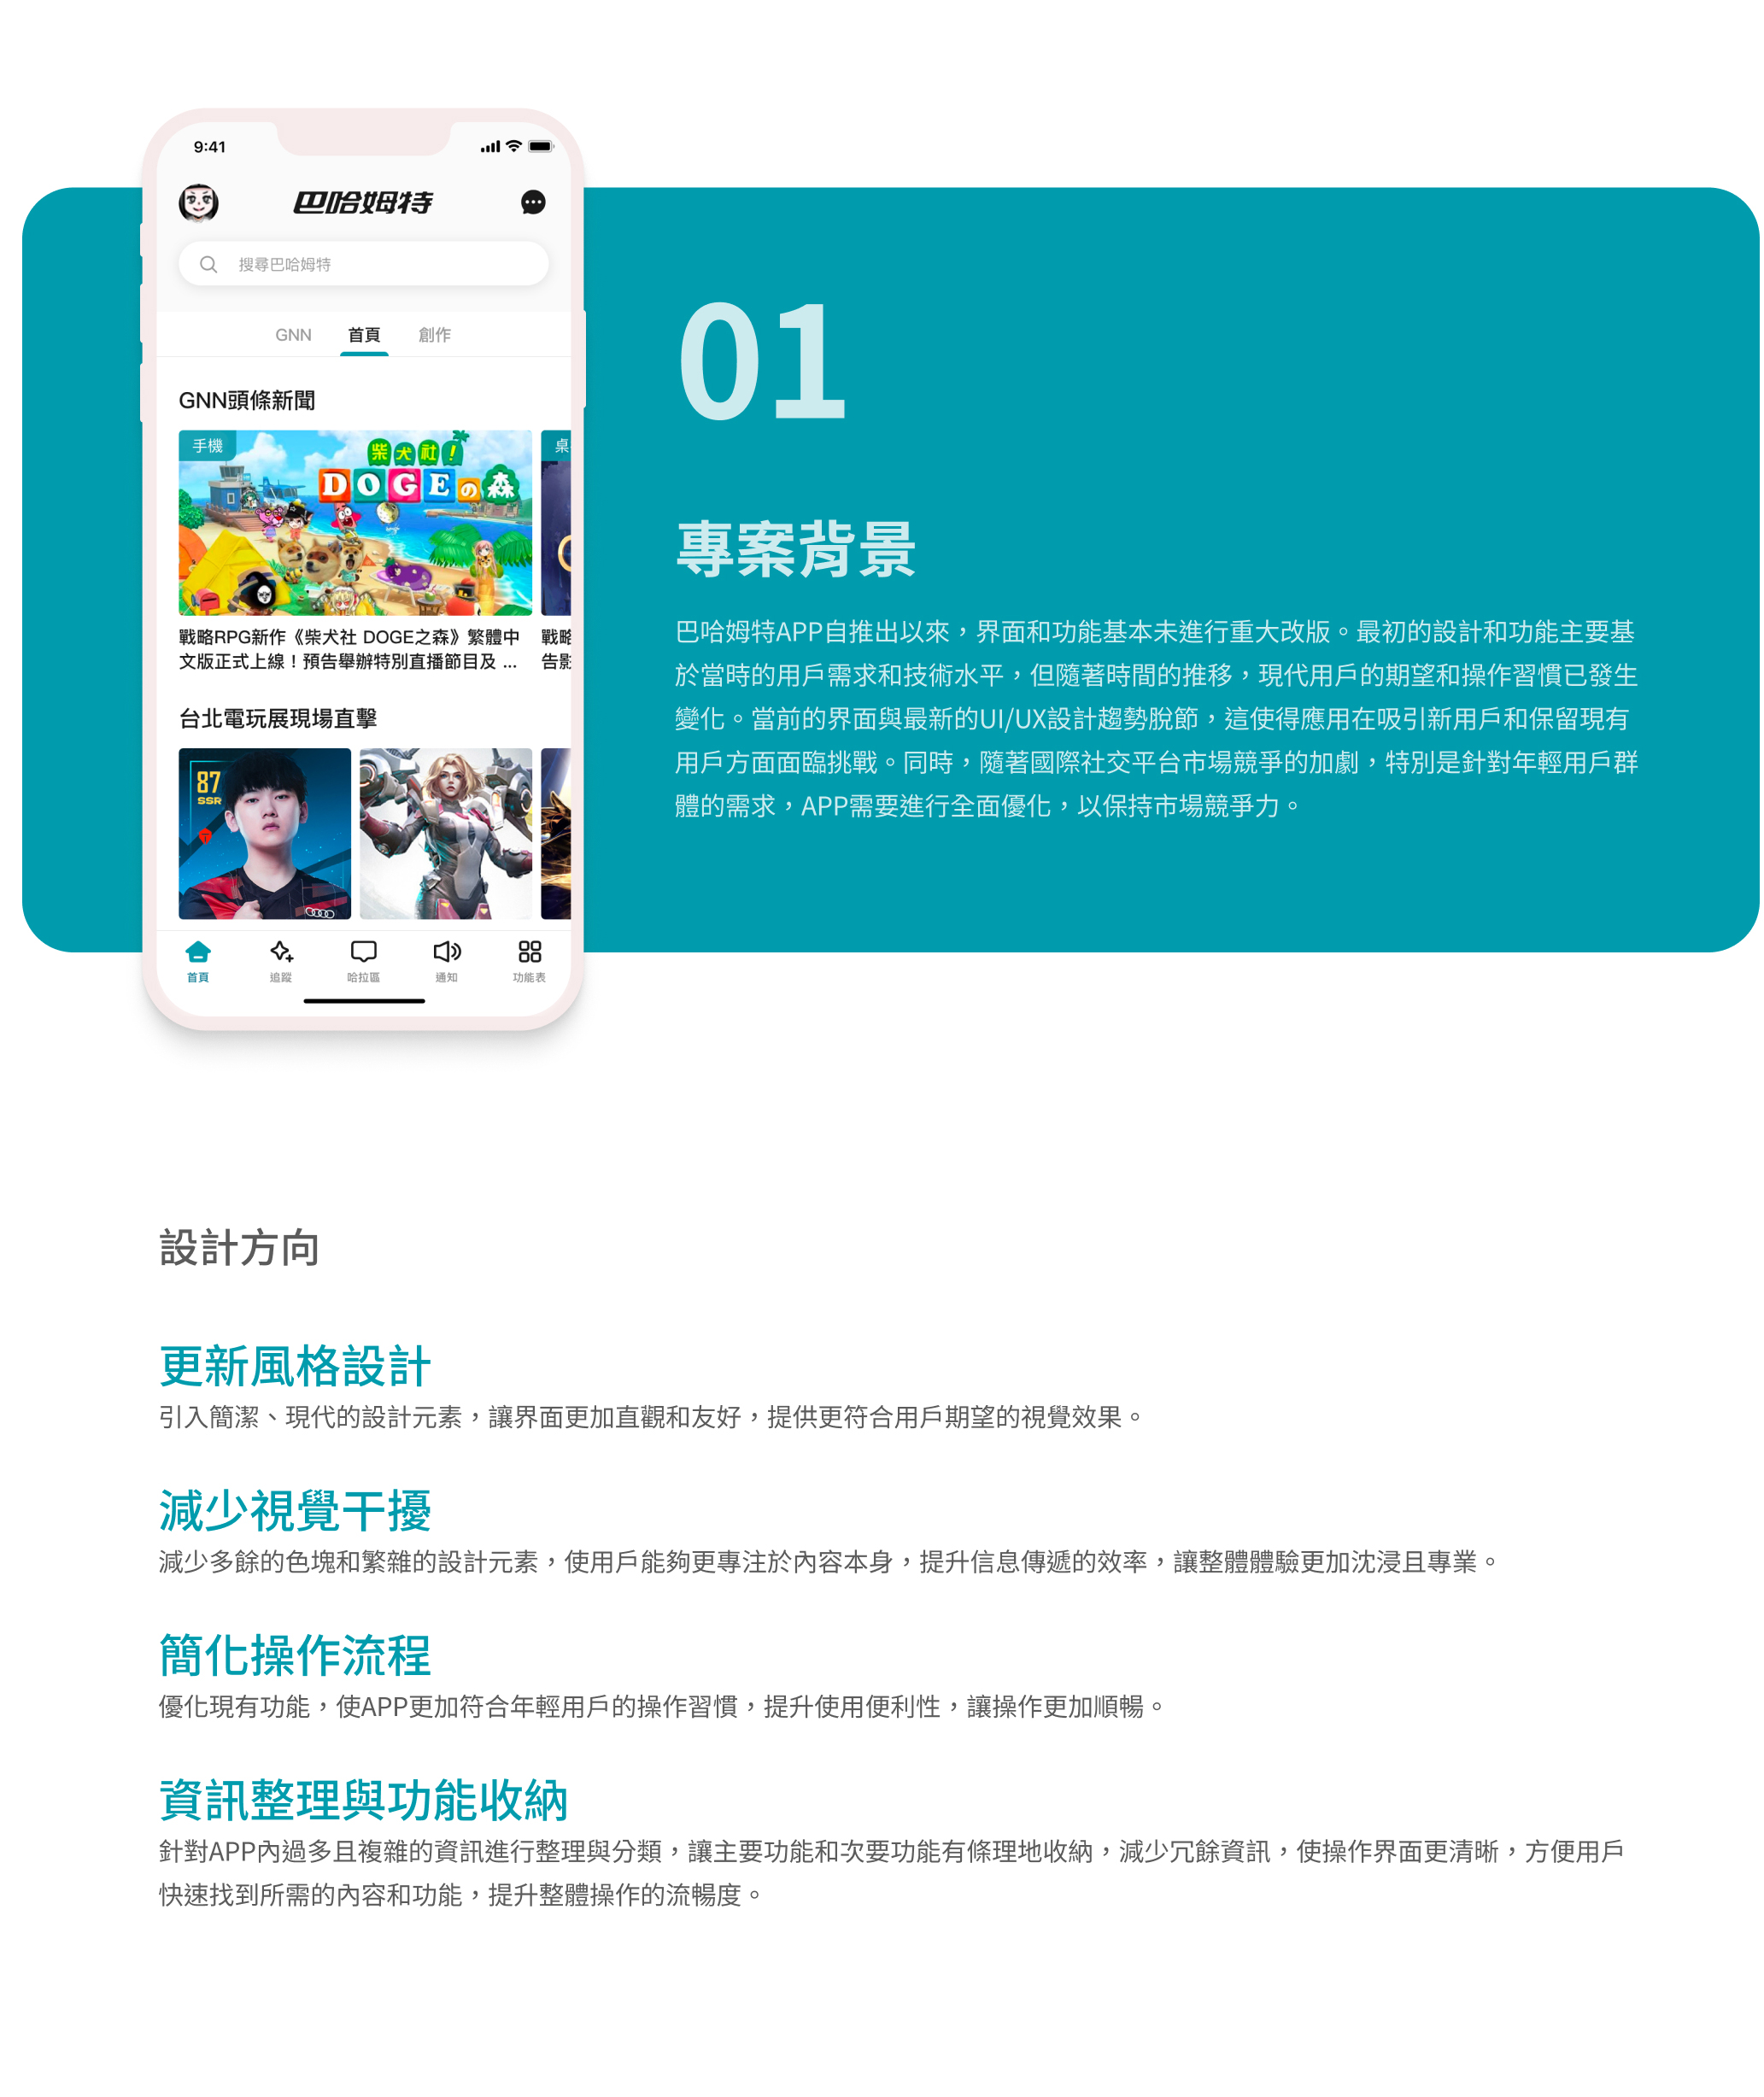 9:41
巴哈姆特
搜尋巴哈姆特
GNN 首頁 創作
GNN頭條新聞
手機
桌
柴犬社!
DOGEの森
戰略RPG新作《柴犬社 DOGE之森》繁體中
文版正式上線！預告舉辦特別直播節目及 ...
戰略
告影
台北電玩展現場直擊
87
SSR
首頁 追蹤 哈拉區 通知 功能表
01
專案背景
巴哈姆特APP自推出以來，界面和功能基本未進行重大改版。最初的設計和功能主要基
於當時的用戶需求和技術水平，但隨著時間的推移，現代用戶的期望和操作習慣已發生
變化。當前的界面與最新的UI/UX設計趨勢脫節，這使得應用在吸引新用戶和保留現有
用戶方面面臨挑戰。同時，隨著國際社交平台市場競爭的加劇，特別是針對年輕用戶群
體的需求，APP需要進行全面優化，以保持市場競爭力。
設計方向
更新風格設計
引入簡潔、現代的設計元素，讓界面更加直觀和友好，提供更符合用戶期望的視覺效果。
減少視覺干擾
減少多餘的色塊和繁雜的設計元素，使用戶能夠更專注於內容本身，提升信息傳遞的效率，讓整體體驗更加沈浸且專業。
簡化操作流程
優化現有功能，使APP更加符合年輕用戶的操作習慣，提升使用便利性，讓操作更加順暢。
資訊整理與功能收納
針對APP內過多且複雜的資訊進行整理與分類，讓主要功能和次要功能有條理地收納，減少冗餘資訊，使操作界面更清晰，方便用戶
快速找到所需的內容和功能，提升整體操作的流暢度。